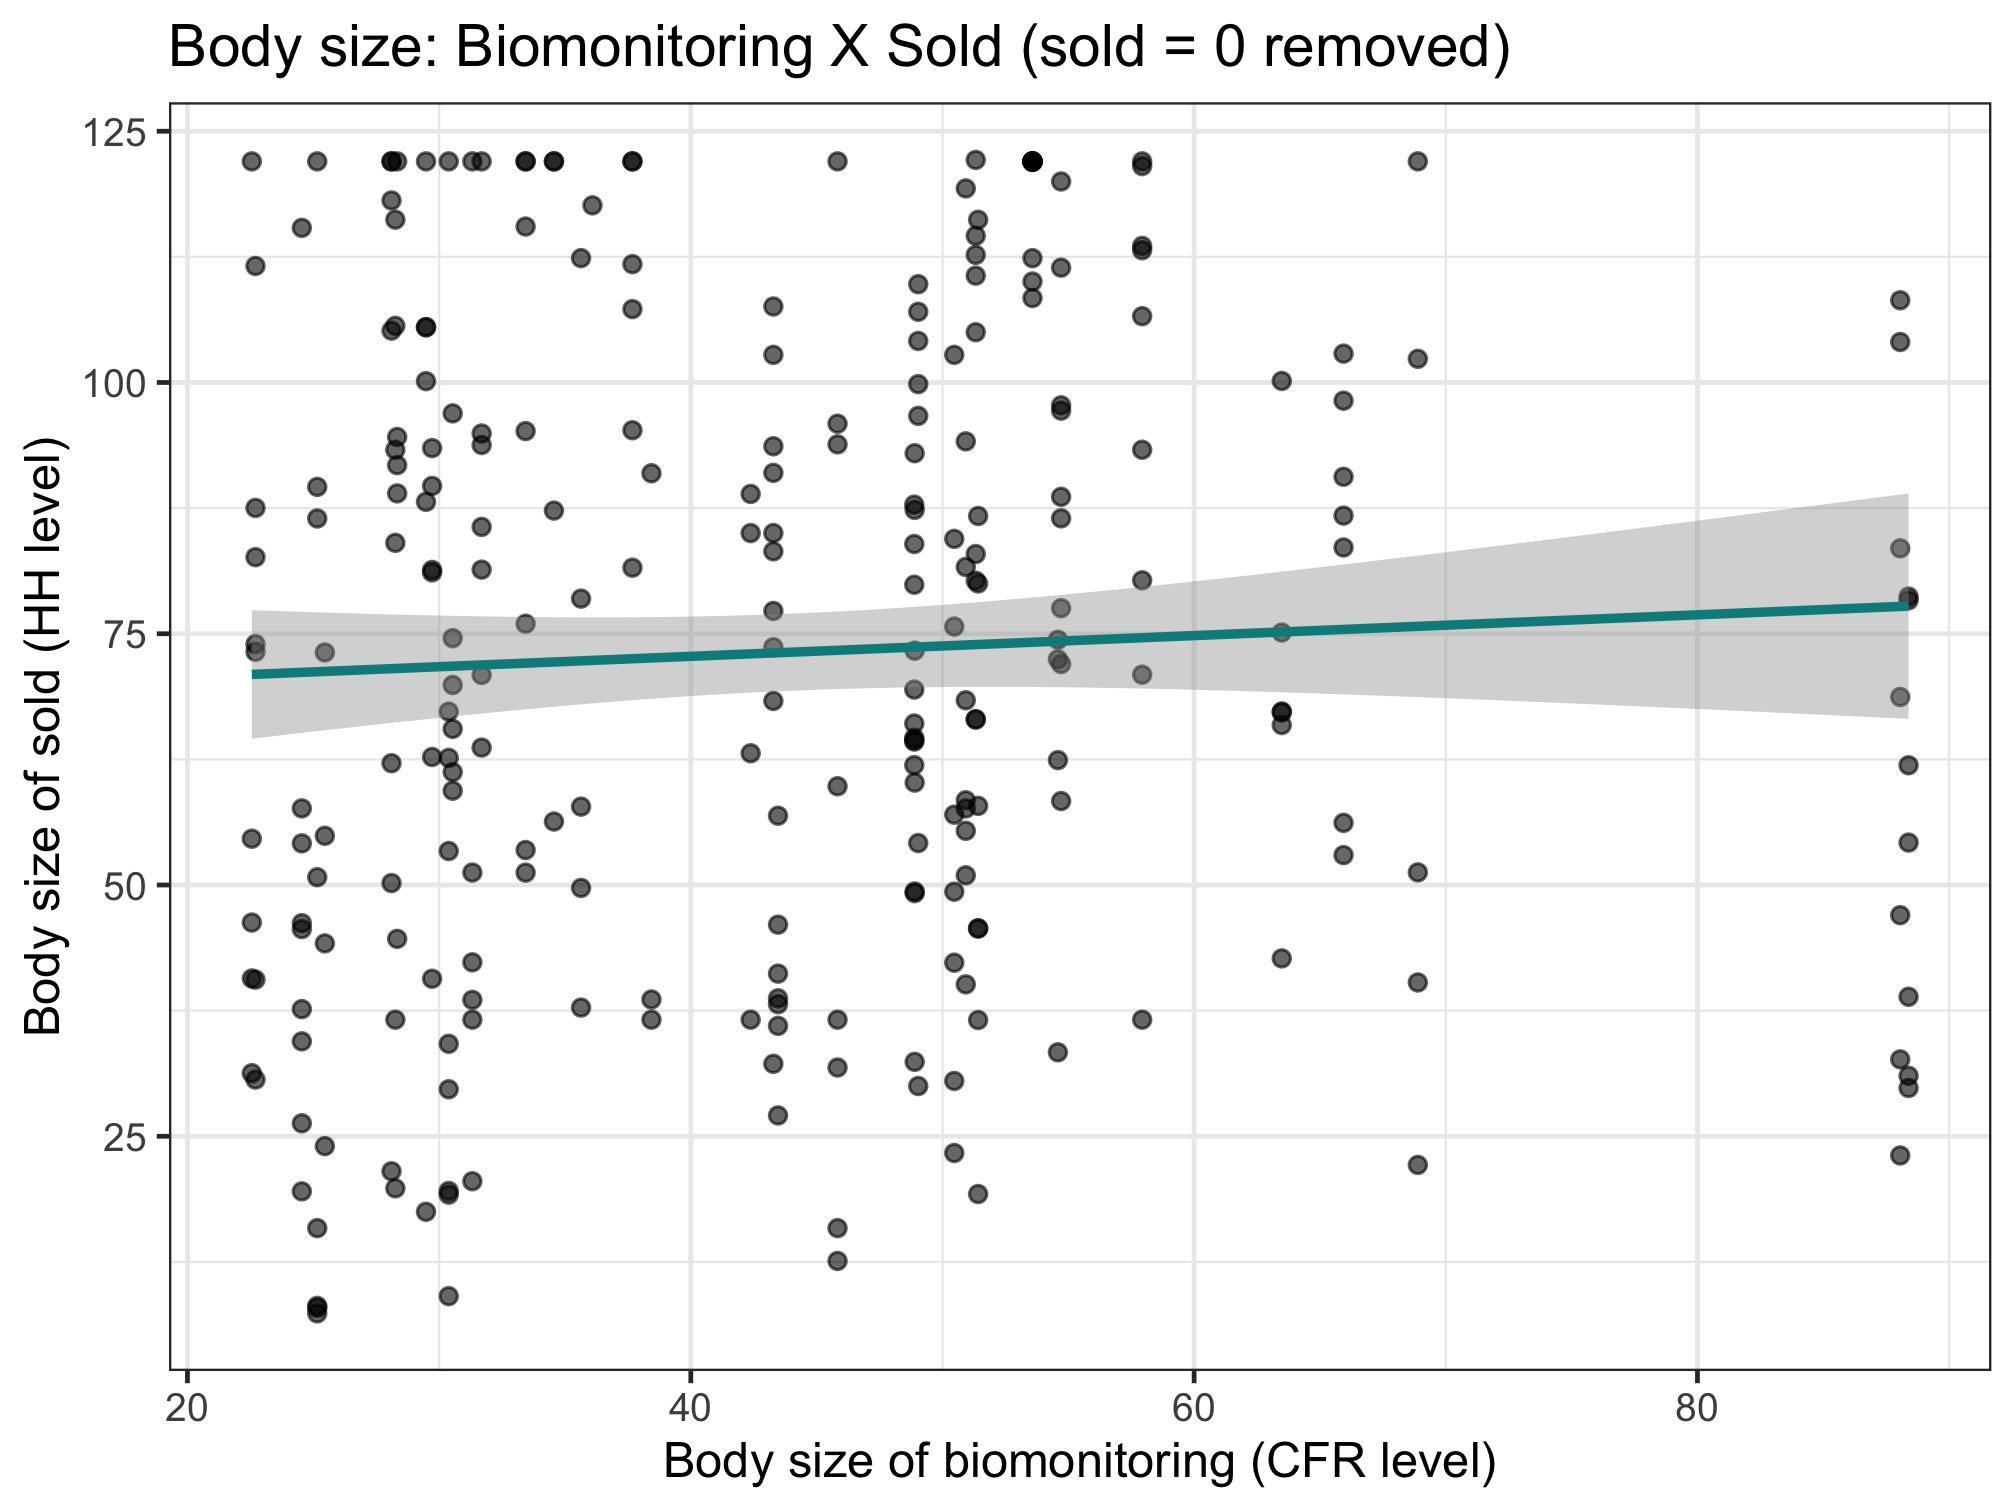 Body size: Biomonitoring X Sold (sold = 0 removed)
Body size of sold (HH level)
125
100
75
50
25
20 40 60 80
Body size of biomonitoring (CFR level)